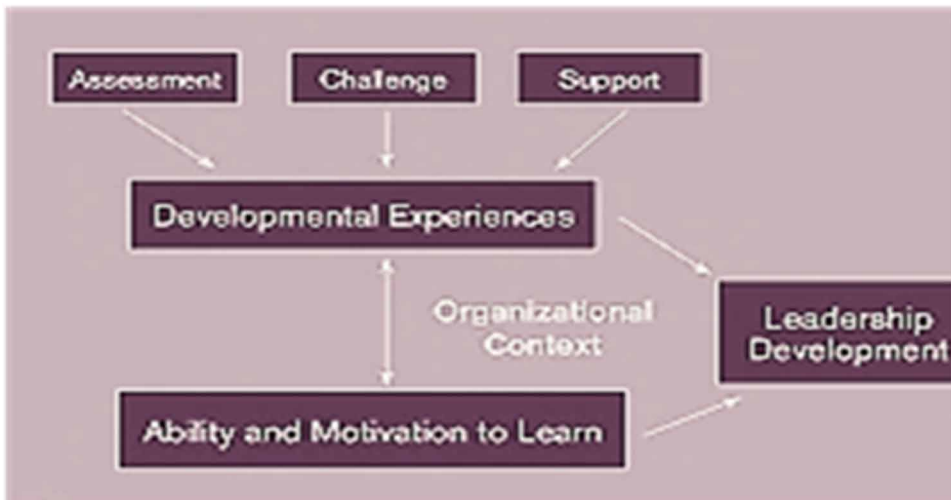 Assessment
Challenge
Support
Developmental Experiences
Organizational
Context
Leadership
Development
Ability and Motivation to Learn